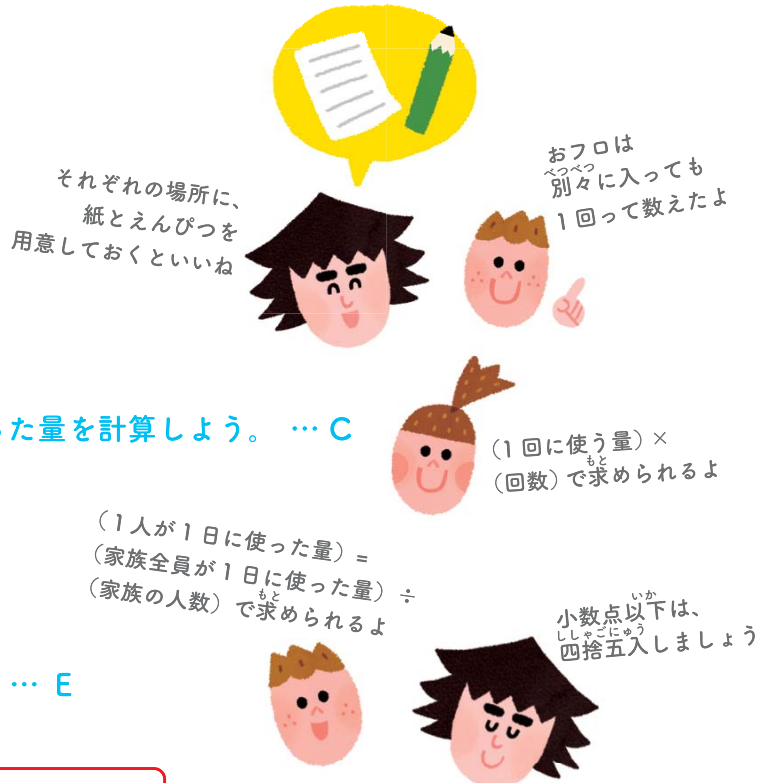 それぞれの場所に、
紙とえんぴつを
用意しておくといいね
おフロは
べつべつ
別々に入っても
1回って数えたよ
た量を計算しよう。 … C
(1回に使う量)×
もと
(回数)で求められるよ
(1人が1日に使った量)=
(家族全員が1日に使った量)÷
もと
(家族の人数)で求められるよ
いか
小数点以下は、
ししゃごにゅう
四捨五入しましょう
… E